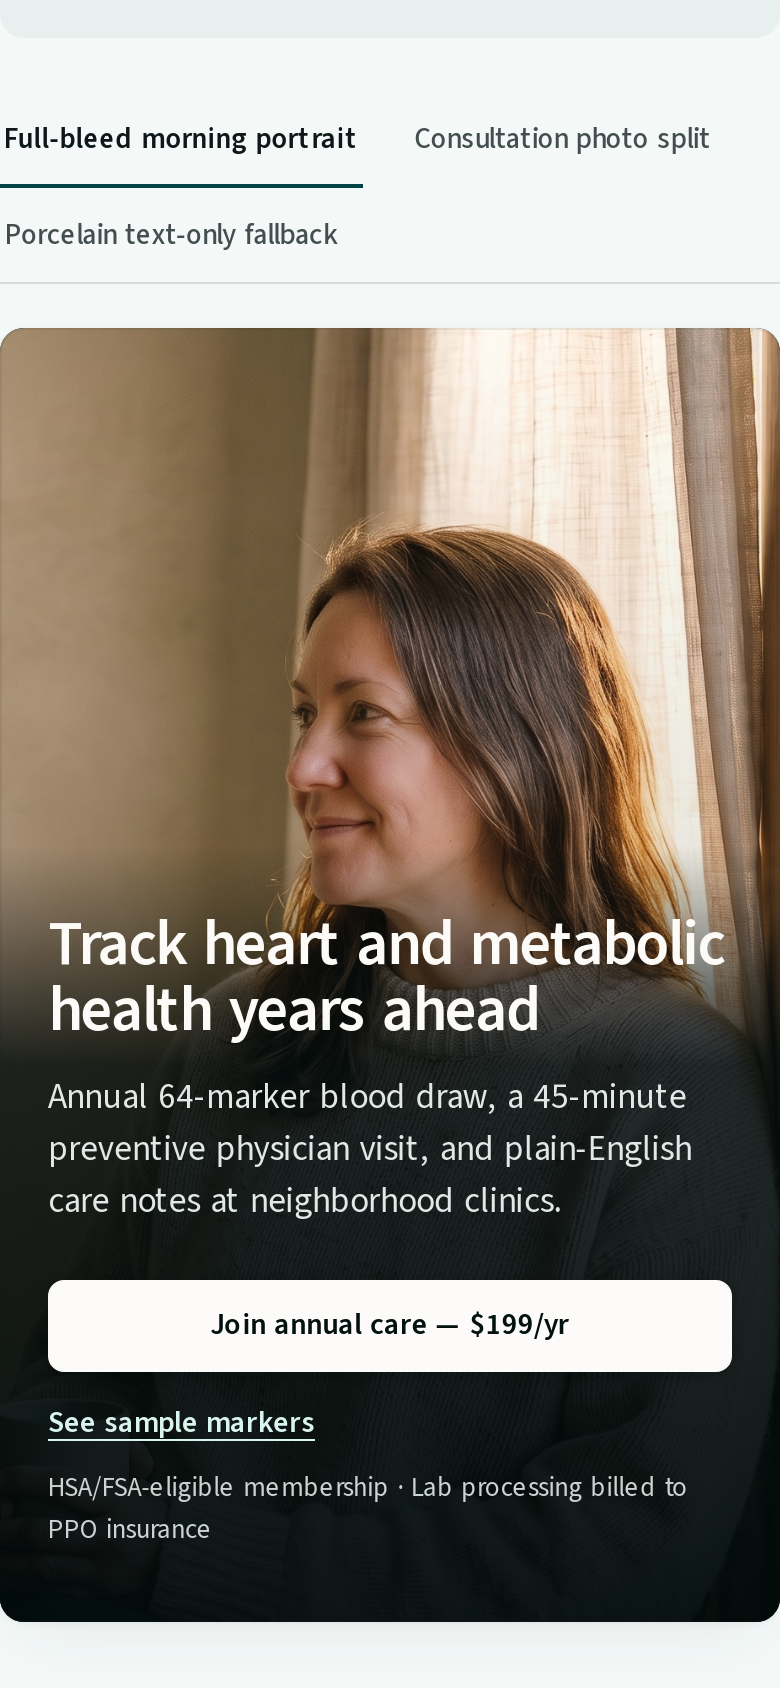 Full-bleed morning portrait
Consultation photo split
Porcelain text-only fallback
Track heart and metabolic
health years ahead
Annual 64-marker blood draw, a 45-minute
preventive physician visit, and plain-English
care notes at neighborhood clinics.
Join annual care — $199/yr
See sample markers
HSA/FSA-eligible membership · Lab processing billed to
PPO insurance